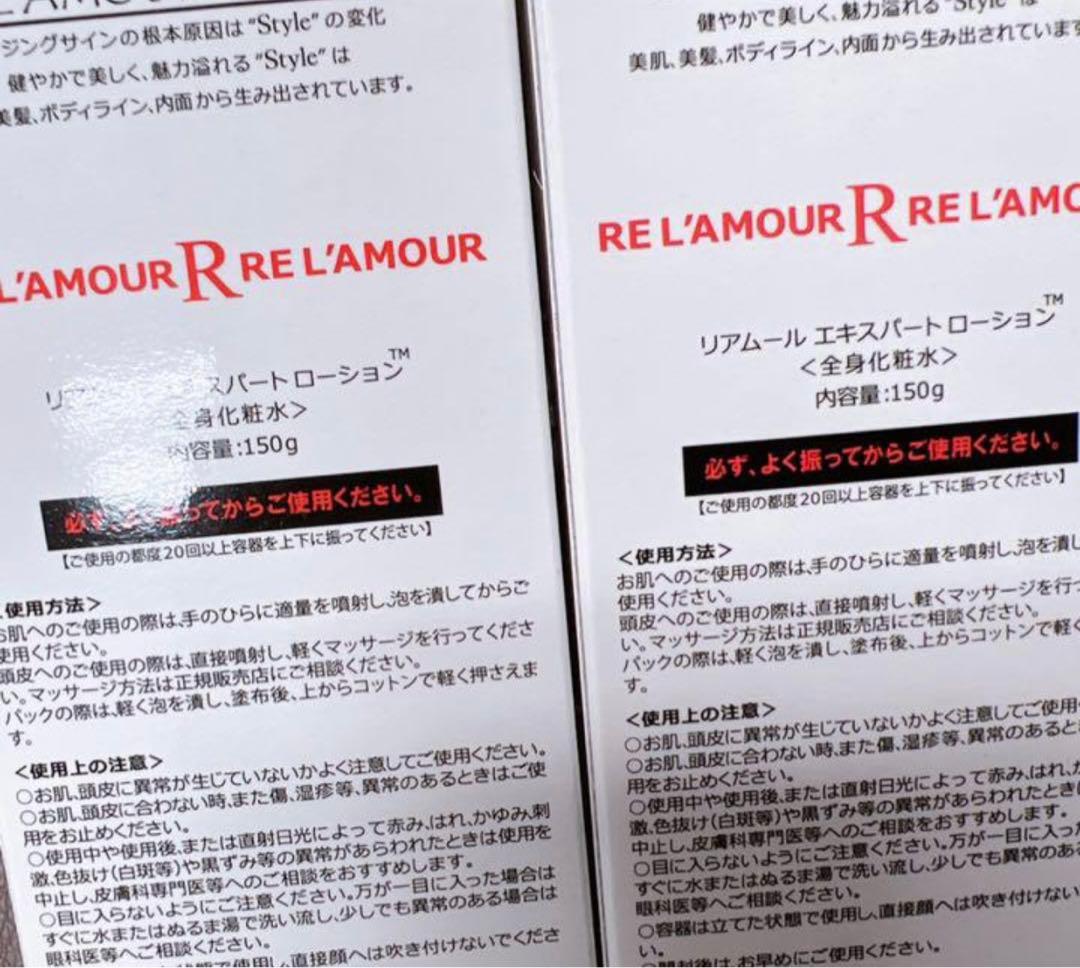 ジングサインの根本原因は“Style”の変化
健やかで美しく、魅力溢れる“Style”は
美髪、ボディライン、内面から生み出されています。
L’AMOUR R RE L’AMOUR
スパートローション™
全身化粧水＞
内容量:150g
てからご使用ください。
【ご使用の都度20回以上容器を上下に振ってください】
使用方法＞
お肌へのご使用の際は、手のひらに適量を噴射し、泡を潰してからご
使用ください。
頭皮へのご使用の際は、直接噴射し、軽くマッサージを行ってくださ
い。マッサージ方法は正規販売店にご相談ください。
パックの際は、軽く泡を潰し、塗布後、上からコットンで軽く押さえま
す。
＜使用上の注意＞
○お肌、頭皮に異常が生じていないかよく注意してご使用ください。
○お肌、頭皮に合わない時、また傷、湿疹等、異常のあるときはご使
用をお止めください。
○使用中や使用後、または直射日光によって赤み、はれ、かゆみ、刺
激、色抜け(白斑等)や黒ずみ等の異常があらわれたときは使用を
中止し、皮膚科専門医等へのご相談をおすすめします。
○目に入らないようにご注意ください。万が一目に入った場合は
すぐに水またはぬるま湯で洗い流し、少しでも異常のある場合は
眼科医等へご相談ください。
で使用し、直接顔へは吹き付けないでくださ
健やかで美しく、魅力溢れる“Style”は
美肌、美髪、ボディライン、内面から生み出されています
RE L’AMOUR R RE L’AMO
リアムール エキスパートローション™
＜全身化粧水＞
内容量:150g
必ず、よく振ってからご使用ください。
【ご使用の都度20回以上容器を上下に振ってください】
＜使用方法＞
お肌へのご使用の際は、手のひらに適量を噴射し、泡を潰し
使用ください。
頭皮へのご使用の際は、直接噴射し、軽くマッサージを行っ
い。マッサージ方法は正規販売店にご相談ください。
パックの際は、軽く泡を潰し、塗布後、上からコットンで軽く
す。
＜使用上の注意＞
○お肌、頭皮に異常が生じていないかよく注意してご使用
○お肌、頭皮に合わない時、また傷、湿疹等、異常のあると
用をお止めください。
○使用中や使用後、または直射日光によって赤み、はれ、か
激、色抜け(白斑等)や黒ずみ等の異常があらわれたとき
中止し、皮膚科専門医等へのご相談をおすすめします。
○目に入らないようにご注意ください。万が一目に入っ
すぐに水またはぬるま湯で洗い流し、少しでも異常のあ
眼科医等へご相談ください。
○容器は立てた状態で使用し、直接顔へは吹き付けない
い。
○開封後は、お早めにご使用ください。